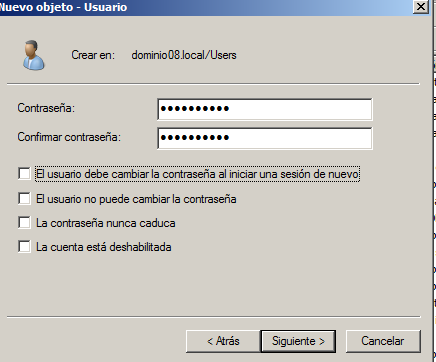 Nuevo objeto - Usuario
Crear en: dominio08.local/Users
Contraseña: ●●●●●●●●●●
Confirmar contraseña: ●●●●●●●●●●
El usuario debe cambiar la contraseña al iniciar una sesión de nuevo
El usuario no puede cambiar la contraseña
La contraseña nunca caduca
La cuenta está deshabilitada
< Atrás Siguiente > Cancelar